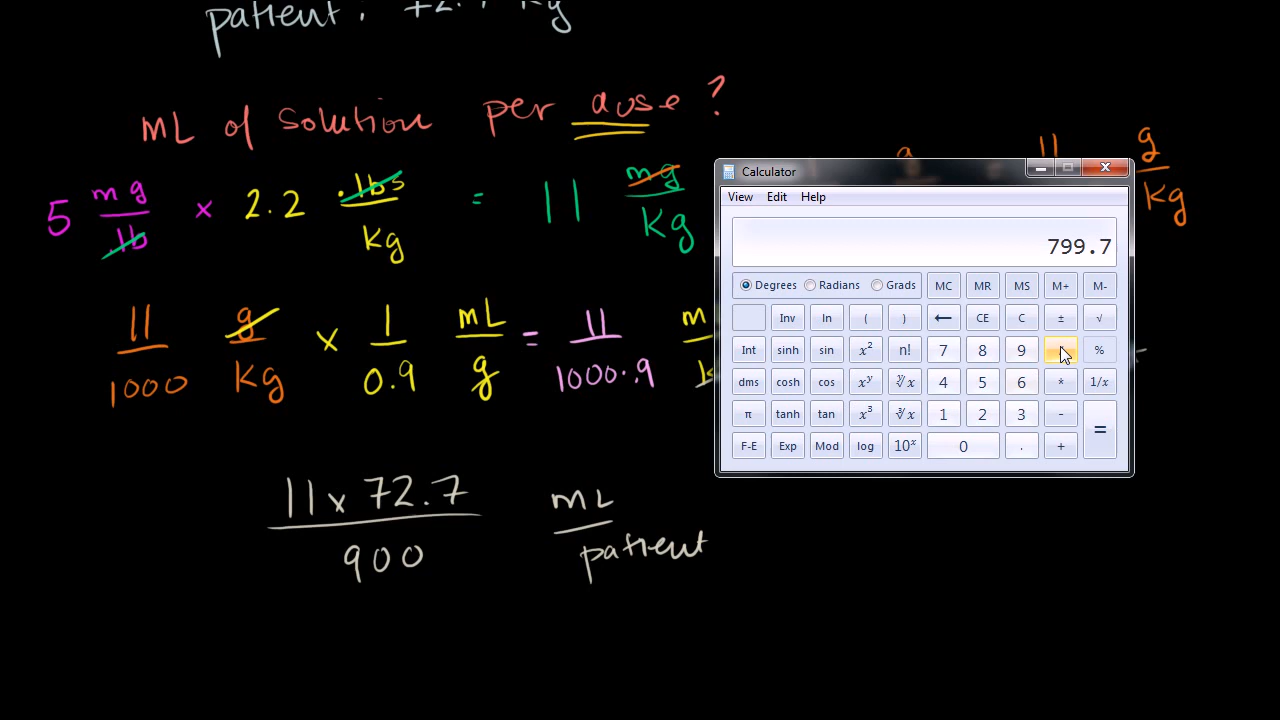 patient: 72.7 kg
mL of solution per dose ?
5 mg/lb × 2.2 lbs/kg = 11 mg/kg
11 g/kg
11/1000 g/kg × 1/0.9 mL/g = 11/1000·.9 m
11 x 72.7/900 mL/patient
Calculator
View Edit Help
799.7
Degrees Radians Grads MC MR MS M+ M-
Inv ln ( ) ← CE C ± √
Int sinh sin x² n! 7 8 9 %
dms cosh cos xʸ ʸ√x 4 5 6 * 1/x
π tanh tan x³ ³√x 1 2 3 - =
F-E Exp Mod log 10ˣ 0 . +